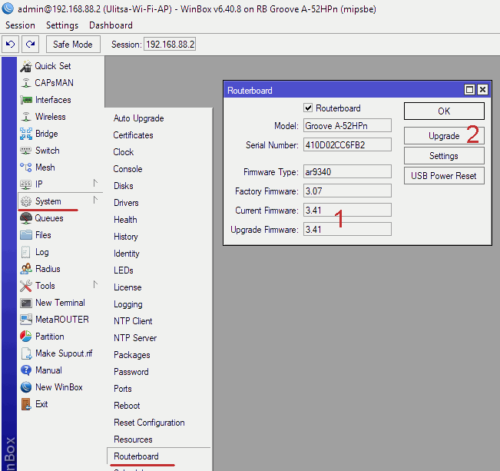 admin@192.168.88.2 (Ulitsa-Wi-Fi-AP) - WinBox v6.40.8 on RB Groove A-52HPn (mipsbe)
Session Settings Dashboard
Safe Mode Session: 192.168.88.2
Quick Set
CAPsMAN
Interfaces
Wireless
Bridge
Switch
Mesh
IP
System
Queues
Files
Log
Radius
Tools
New Terminal
MetaROUTER
Partition
Make Supout.rif
Manual
New WinBox
Exit
Auto Upgrade
Certificates
Clock
Console
Disks
Drivers
Health
History
Identity
LEDs
License
Logging
NTP Client
NTP Server
Packages
Password
Ports
Reboot
Reset Configuration
Resources
Routerboard
Routerboard
Routerboard
Model: Groove A-52HPn
Serial Number: 410D02CC6FB2
Firmware Type: ar9340
Factory Firmware: 3.07
Current Firmware: 3.41
Upgrade Firmware: 3.41
1
OK
Upgrade 2
Settings
USB Power Reset